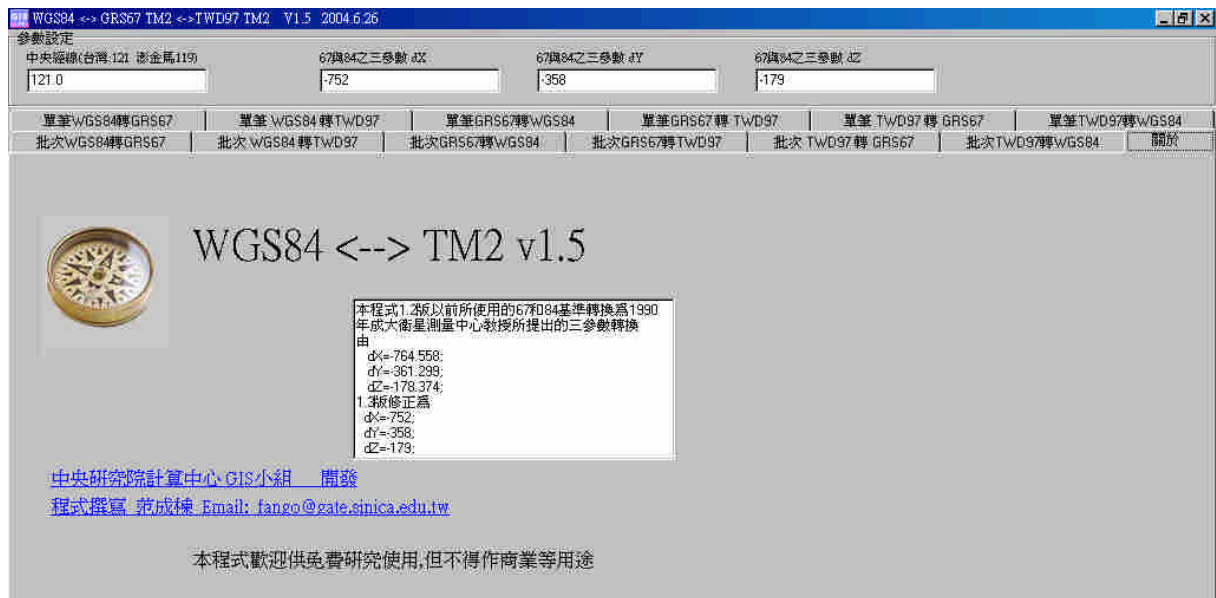 WGS84 <-> GRS67 TM2 <->TWD97 TM2 V1.5 2004.6.26
參數設定
中央經線(台灣:121 澎金馬119) 67與84之三參數 dX 67與84之三參數 dY 67與84之三參數 dZ
121.0 -752 -358 -179
單筆WGS84轉GRS67 單筆 WGS84 轉TWD97 單筆GRS67轉WGS84 單筆GRS67轉 TWD97 單筆 TWD97 轉 GRS67 單筆TWD97轉WGS84
批次WGS84轉GRS67 批次 WGS84 轉TWD97 批次GRS67轉WGS84 批次GRS67轉TWD97 批次 TWD97 轉 GRS67 批次TWD97轉WGS84 關於
WGS84 <--> TM2 v1.5
本程式1.2版以前所使用的67和84基準轉換為1990
年成大衛星測量中心教授所提出的三參數轉換
由
dX=-764.558;
dY=-361.299;
dZ=-178.374;
1.3版修正為
dX=-752;
dY=-358;
dZ=-179;
中央研究院計算中心 GIS小組 開發
程式撰寫 范成棟 Email: fango@gate.sinica.edu.tw
本程式歡迎供免費研究使用,但不得作商業等用途